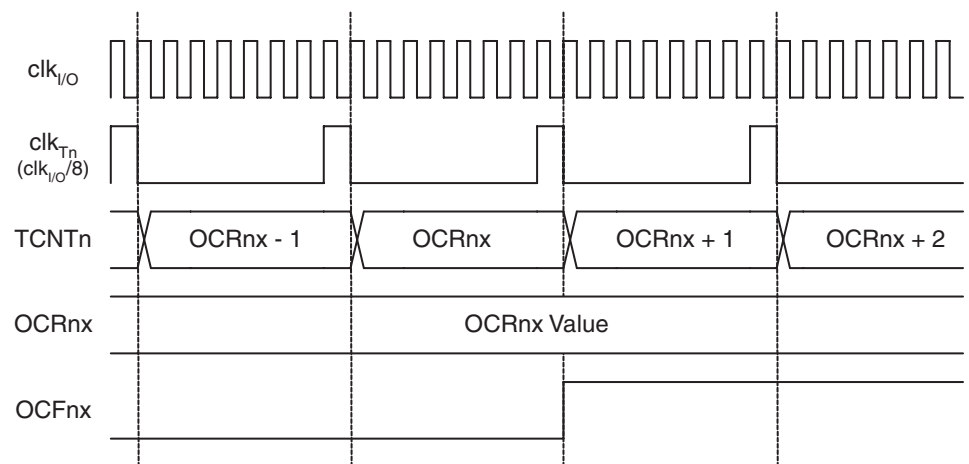 clkI/O
clkTn
(clkI/O/8)
TCNTn
OCRnx - 1
OCRnx
OCRnx + 1
OCRnx + 2
OCRnx
OCRnx Value
OCFnx